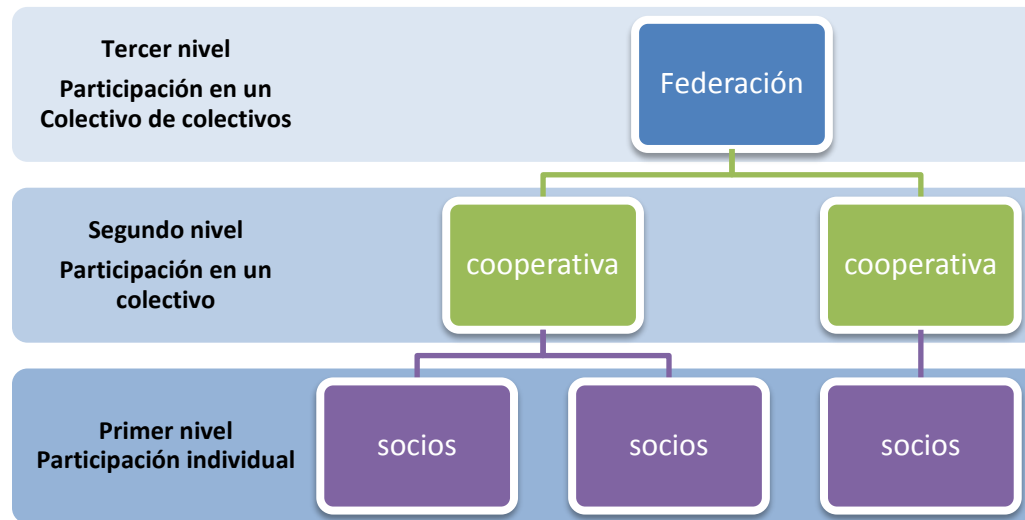 Tercer nivel
Participación en un
Colectivo de colectivos
Federación
Segundo nivel
Participación en un
colectivo
cooperativa
cooperativa
Primer nivel
Participación individual
socios
socios
socios